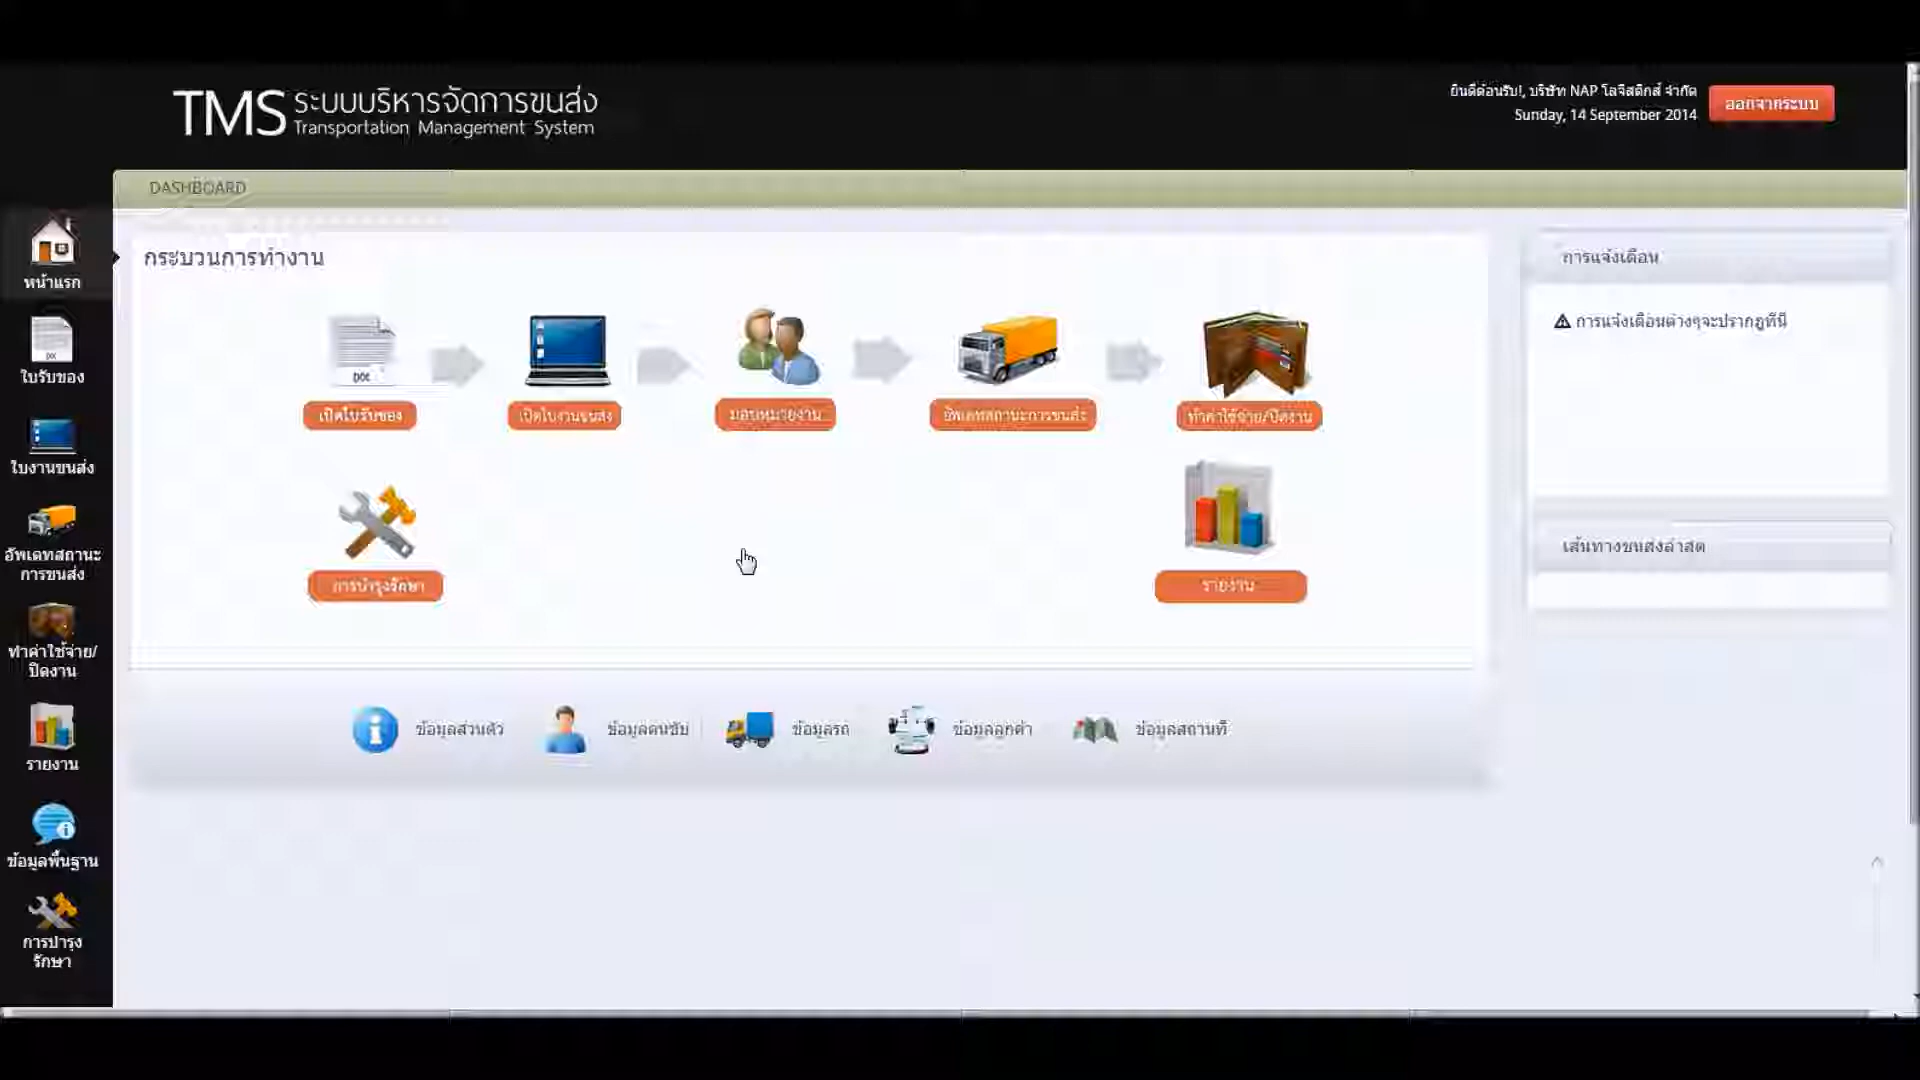 TMS ระบบบริหารจัดการขนส่ง
Transportation Management System
ยินดีต้อนรับ!, บริษัท NAP โลจิสติกส์ จำกัด
Sunday, 14 September 2014
ออกจากระบบ
DASHBOARD
หน้าแรก
ใบรับของ
ใบงานขนส่ง
อัพเดทสถานะ
การขนส่ง
ทำค่าใช้จ่าย/
ปิดงาน
รายงาน
ข้อมูลพื้นฐาน
การบำรุง
รักษา
กระบวนการทำงาน
DOC
เปิดใบรับของ
เปิดใบงานขนส่ง
มอบหมายงาน
อัพเดทสถานะการขนส่ง
ทำค่าใช้จ่าย/ปิดงาน
การบำรุงรักษา
รายงาน
ข้อมูลส่วนตัว
ข้อมูลคนขับ
ข้อมูลรถ
ข้อมูลลูกค้า
ข้อมูลสถานที่
การแจ้งเตือน
การแจ้งเตือนต่างๆจะปรากฏที่นี่
เส้นทางขนส่งล่าสุด